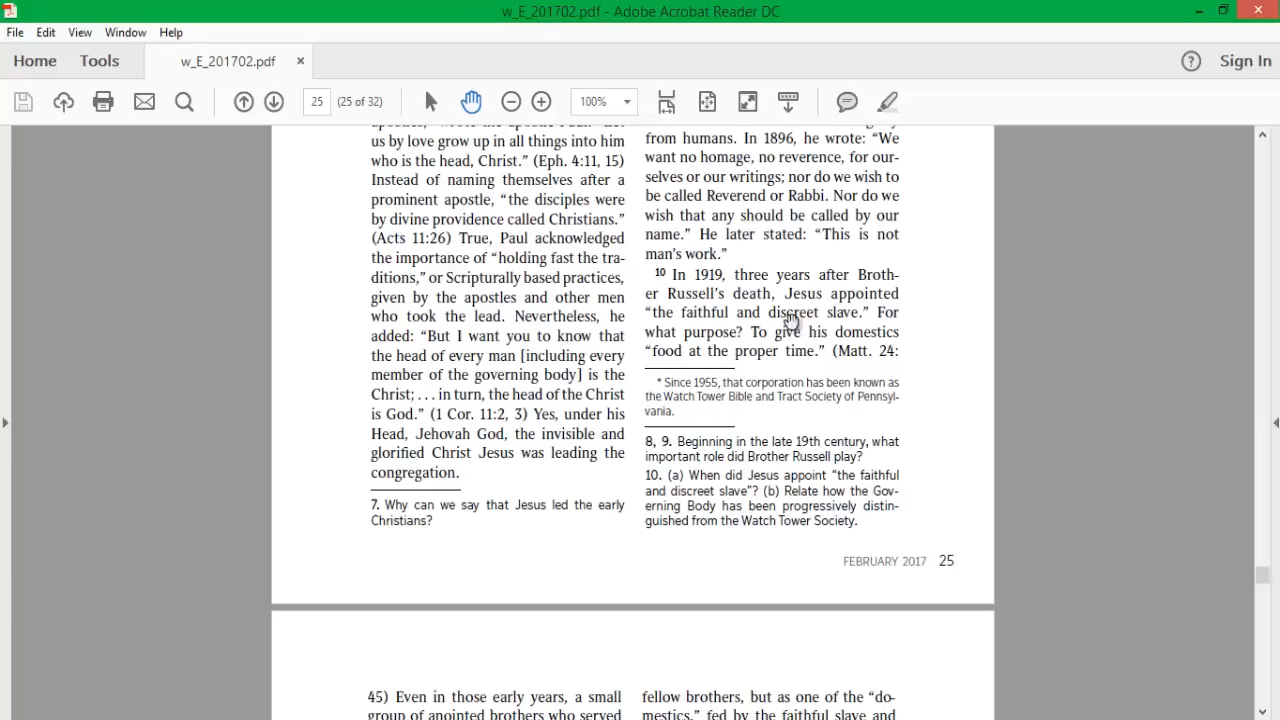 w_E_201702.pdf - Adobe Acrobat Reader DC
File Edit View Window Help
Home Tools w_E_201702.pdf × Sign In
25 (25 of 32) 100%
us by love grow up in all things into him
who is the head, Christ.” (Eph. 4:11, 15)
Instead of naming themselves after a
prominent apostle, “the disciples were
by divine providence called Christians.”
(Acts 11:26) True, Paul acknowledged
the importance of “holding fast the tra-
ditions,” or Scripturally based practices,
given by the apostles and other men
who took the lead. Nevertheless, he
added: “But I want you to know that
the head of every man [including every
member of the governing body] is the
Christ; . . . in turn, the head of the Christ
is God.” (1 Cor. 11:2, 3) Yes, under his
Head, Jehovah God, the invisible and
glorified Christ Jesus was leading the
congregation.
7. Why can we say that Jesus led the early
Christians?
from humans. In 1896, he wrote: “We
want no homage, no reverence, for our-
selves or our writings; nor do we wish to
be called Reverend or Rabbi. Nor do we
wish that any should be called by our
name.” He later stated: “This is not
man’s work.”
10 In 1919, three years after Broth-
er Russell’s death, Jesus appointed
“the faithful and discreet slave.” For
what purpose? To give his domestics
“food at the proper time.” (Matt. 24:
* Since 1955, that corporation has been known as
the Watch Tower Bible and Tract Society of Pennsyl-
vania.
8, 9. Beginning in the late 19th century, what
important role did Brother Russell play?
10. (a) When did Jesus appoint “the faithful
and discreet slave”? (b) Relate how the Gov-
erning Body has been progressively distin-
guished from the Watch Tower Society.
FEBRUARY 2017 25
45) Even in those early years, a small
group of anointed brothers who served
fellow brothers, but as one of the “do-
mestics,” fed by the faithful slave and